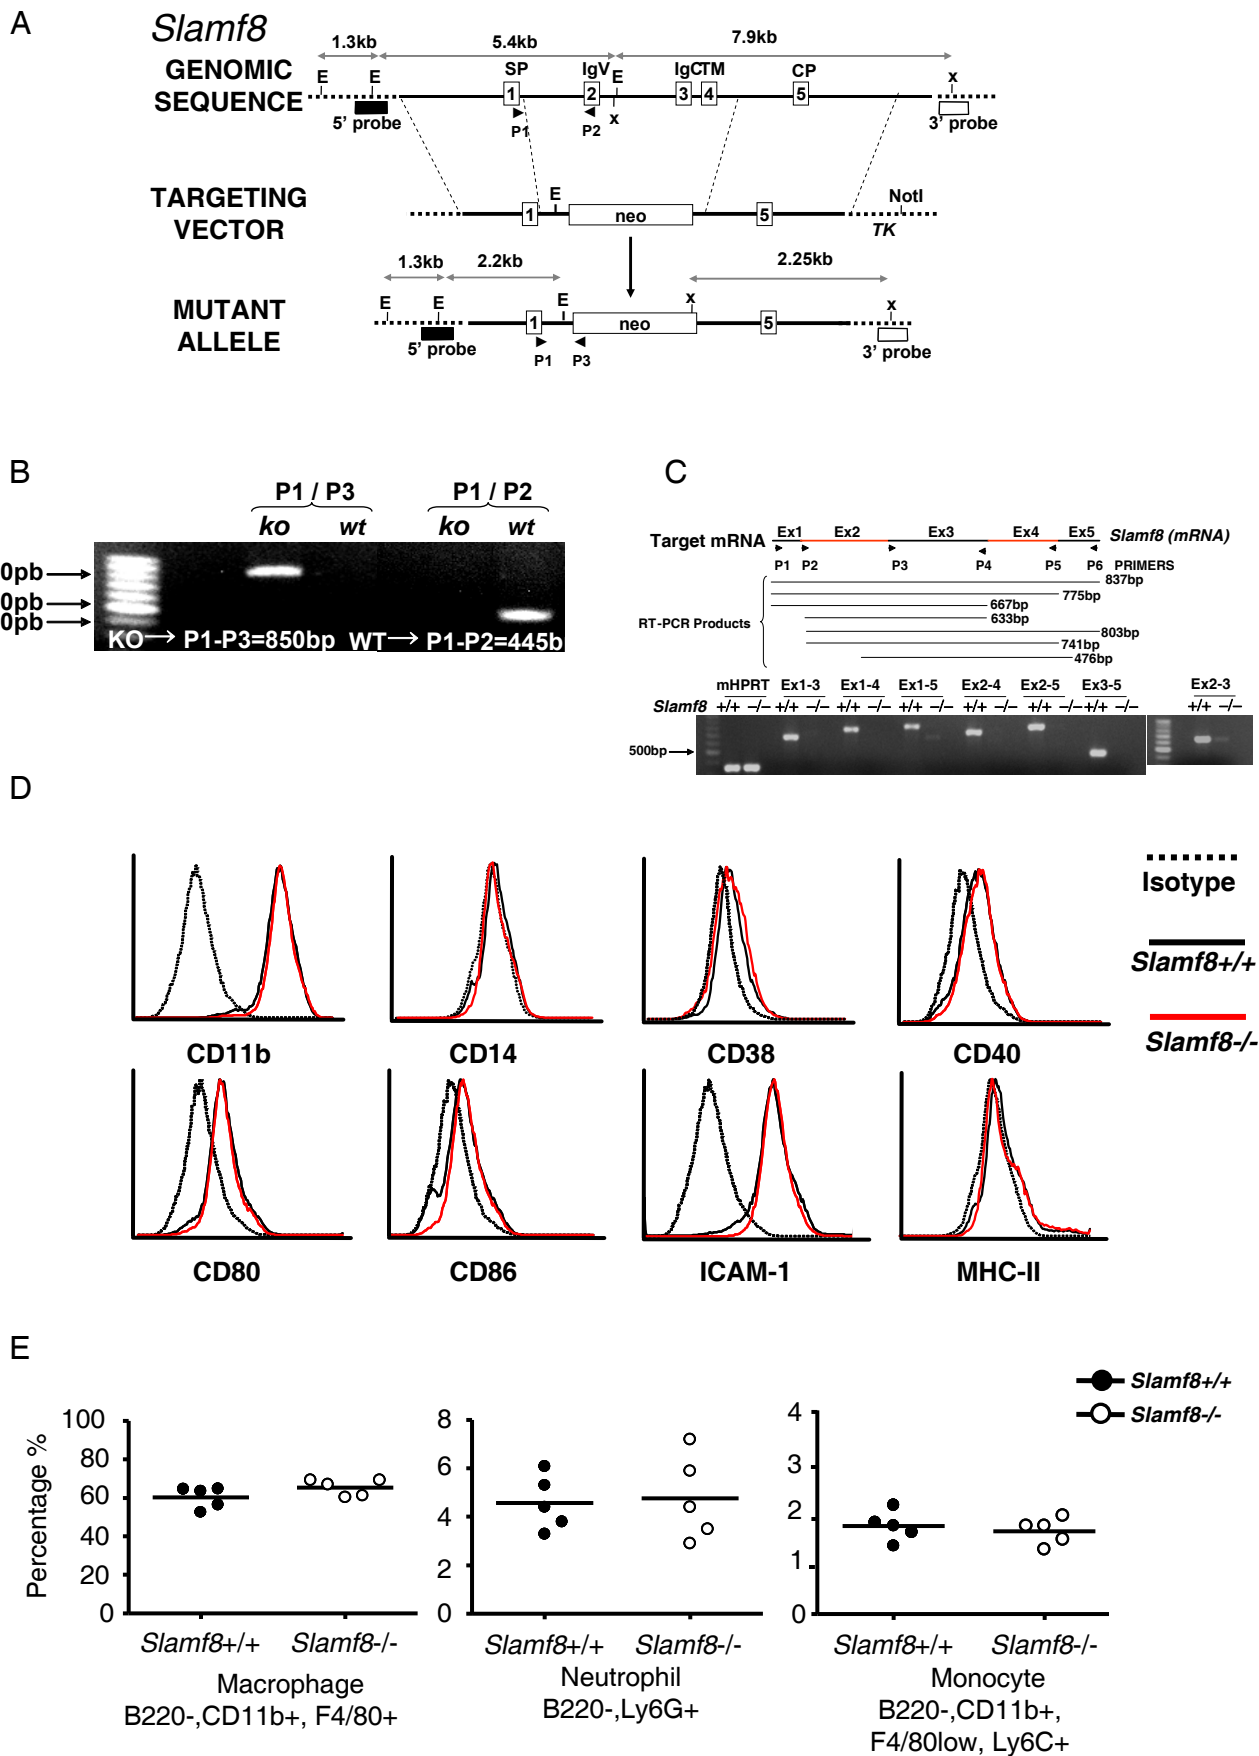 A
Slamf8
1.3kb 5.4kb 7.9kb
GENOMIC SEQUENCE
E E SP IgV E IgC TM CP x
1 2 3 4 5
5' probe P1 P2 x 3' probe
TARGETING VECTOR
E NotI
1 neo 5
TK
1.3kb 2.2kb 2.25kb
MUTANT ALLELE
E E E x x
1 neo 5
5' probe P1 P3 3' probe
B
P1 / P3 P1 / P2
ko wt ko wt
0pb
0pb
0pb
KO → P1-P3=850bp WT → P1-P2=445b
C
Ex1 Ex2 Ex3 Ex4 Ex5
Target mRNA Slamf8 (mRNA)
P1 P2 P3 P4 P5 P6 PRIMERS
837bp
775bp
667bp
RT-PCR Products 633bp
803bp
741bp
476bp
mHPRT Ex1-3 Ex1-4 Ex1-5 Ex2-4 Ex2-5 Ex3-5 Ex2-3
Slamf8 +/+ -/- +/+ -/- +/+ -/- +/+ -/- +/+ -/- +/+ -/- +/+ -/- +/+ -/-
500bp
D
Isotype
Slamf8+/+
Slamf8-/-
CD11b CD14 CD38 CD40
CD80 CD86 ICAM-1 MHC-II
E
Slamf8+/+
Slamf8-/-
Percentage %
100 80 60 40 20 0
8 6 4 2 0
4 3 2 1 0
Slamf8+/+ Slamf8-/- Slamf8+/+ Slamf8-/- Slamf8+/+ Slamf8-/-
Macrophage
B220-,CD11b+, F4/80+
Neutrophil
B220-,Ly6G+
Monocyte
B220-,CD11b+,
F4/80low, Ly6C+